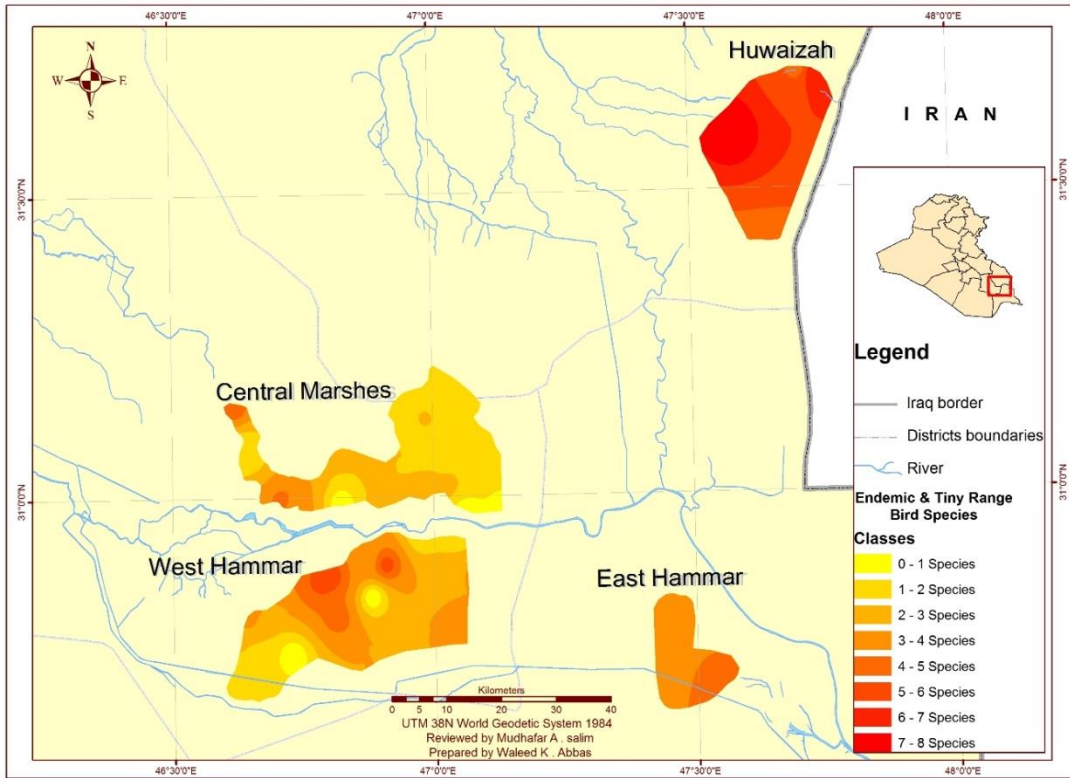 46°30'0"E 47°0'0"E 47°30'0"E 48°0'0"E
N
W E
S
Huwaizah
I R A N
31°30'0"N
31°30'0"N
Central Marshes
31°0'0"N
31°0'0"N
West Hammar
East Hammar
Kilometers
0 5 10 20 30 40
UTM 38N World Geodetic System 1984
Reviewed by Mudhafar A . salim
Prepared by Waleed K . Abbas
Legend
Iraq border
Districts boundaries
River
Endemic & Tiny Range
Bird Species
Classes
0 - 1 Species
1 - 2 Species
2 - 3 Species
3 - 4 Species
4 - 5 Species
5 - 6 Species
6 - 7 Species
7 - 8 Species
46°30'0"E 47°0'0"E 47°30'0"E 48°0'0"E